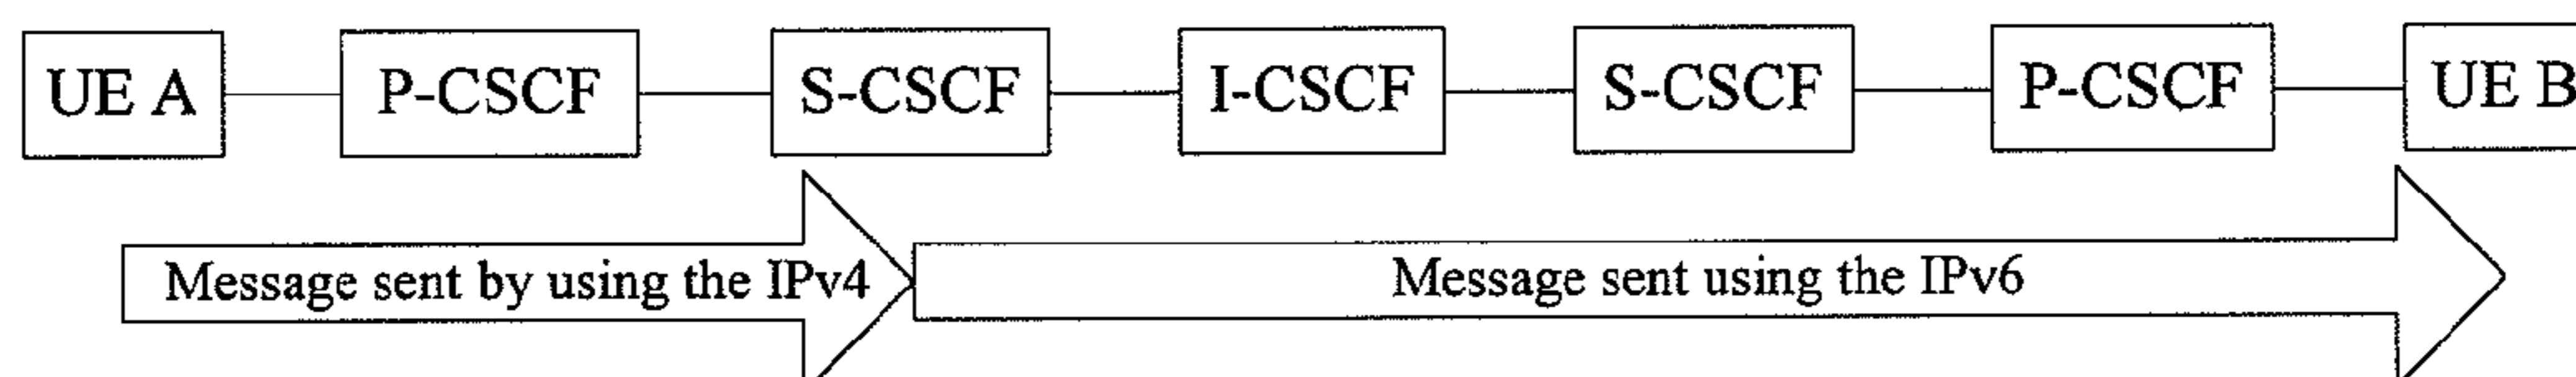 UE A P-CSCF S-CSCF I-CSCF S-CSCF P-CSCF UE B
Message sent by using the IPv4 Message sent using the IPv6